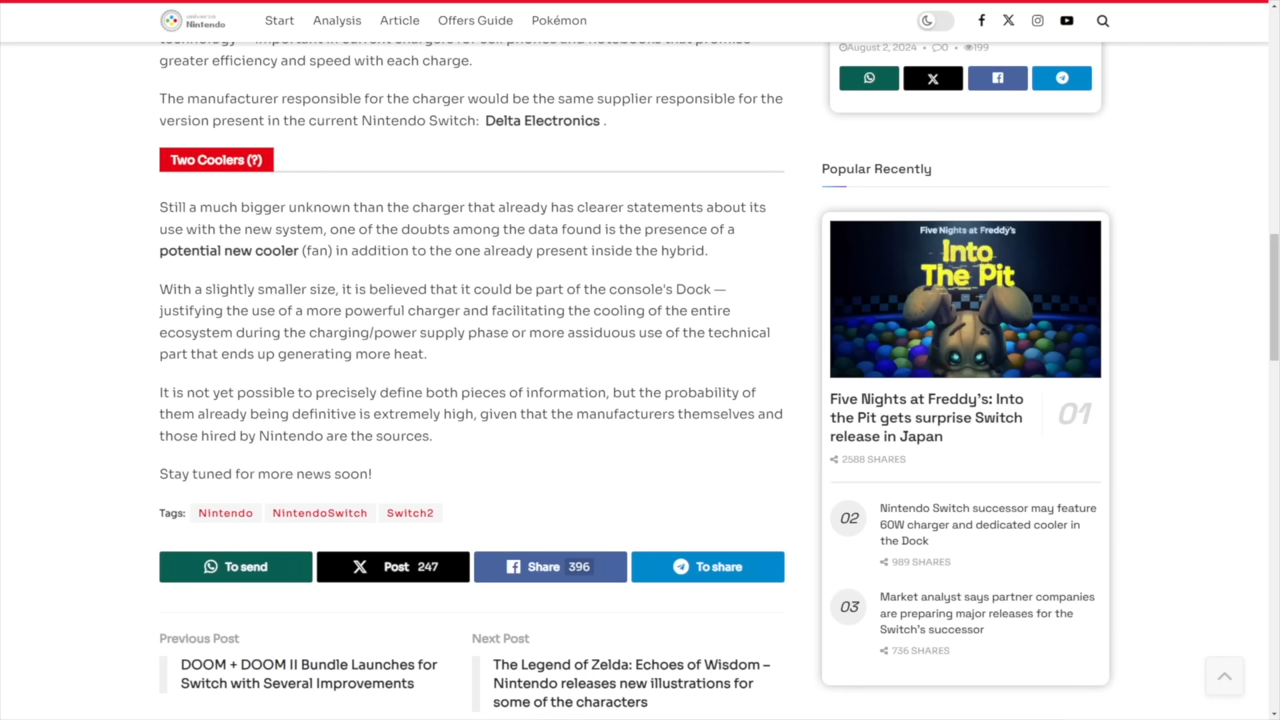 universo
Nintendo
Start
Analysis
Article
Offers Guide
Pokémon
technology — important in current chargers for cell phones and notebooks that promise
greater efficiency and speed with each charge.
The manufacturer responsible for the charger would be the same supplier responsible for the
version present in the current Nintendo Switch: Delta Electronics .
Two Coolers (?)
Still a much bigger unknown than the charger that already has clearer statements about its
use with the new system, one of the doubts among the data found is the presence of a
potential new cooler (fan) in addition to the one already present inside the hybrid.
With a slightly smaller size, it is believed that it could be part of the console's Dock —
justifying the use of a more powerful charger and facilitating the cooling of the entire
ecosystem during the charging/power supply phase or more assiduous use of the technical
part that ends up generating more heat.
It is not yet possible to precisely define both pieces of information, but the probability of
them already being definitive is extremely high, given that the manufacturers themselves and
those hired by Nintendo are the sources.
Stay tuned for more news soon!
Tags: Nintendo NintendoSwitch Switch2
To send
Post 247
Share 396
To share
Previous Post
DOOM + DOOM II Bundle Launches for
Switch with Several Improvements
Next Post
The Legend of Zelda: Echoes of Wisdom –
Nintendo releases new illustrations for
some of the characters
August 2, 2024 • 0 • 199
Popular Recently
Five Nights at Freddy's
Into
The Pit
Five Nights at Freddy's: Into
the Pit gets surprise Switch
release in Japan
01
2588 SHARES
02
Nintendo Switch successor may feature
60W charger and dedicated cooler in
the Dock
989 SHARES
03
Market analyst says partner companies
are preparing major releases for the
Switch's successor
736 SHARES